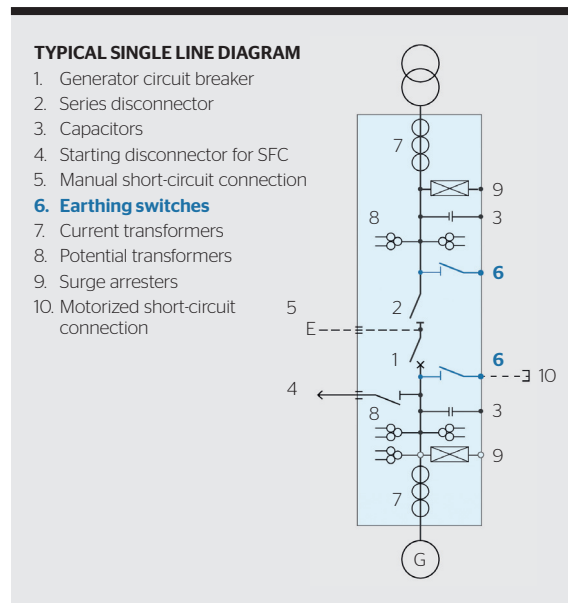 TYPICAL SINGLE LINE DIAGRAM
1. Generator circuit breaker
2. Series disconnector
3. Capacitors
4. Starting disconnector for SFC
5. Manual short-circuit connection
6. Earthing switches
7. Current transformers
8. Potential transformers
9. Surge arresters
10. Motorized short-circuit
connection
7
9
8 3
6
5 2
E
1 6
10
4
8 3
9
7
G